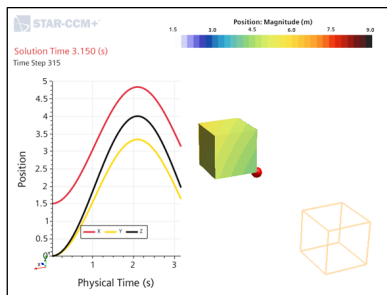 STAR-CCM+
Position: Magnitude (m)
1.5 3.0 4.5 6.0 7.5 9.0
Solution Time 3.150 (s)
Time Step 315
5
4.5
4
3.5
3
2.5
2
1.5
1
0.5
0
Position
X Y Z
1 2 3
Physical Time (s)